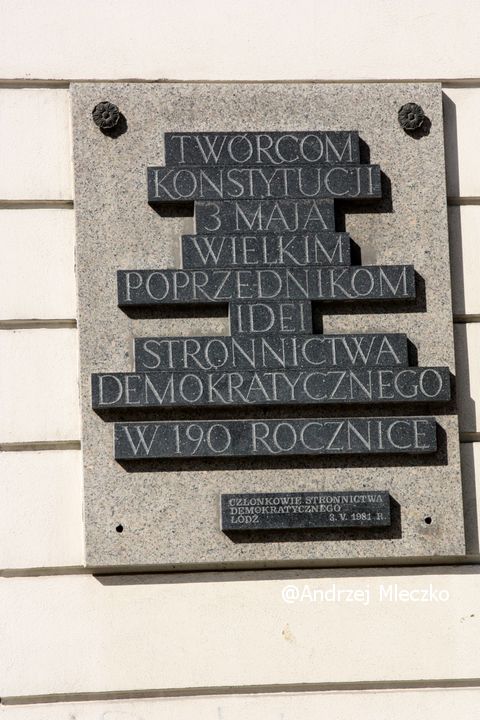 TWÓRCOM
KONSTYTUCJI
3 MAJA
WIELKIM
POPRZEDNIKOM
IDEI
STRONNICTWA
DEMOKRATYCZNEGO
W 190 ROCZNICĘ
CZŁONKOWIE STRONNICTWA
DEMOKRATYCZNEGO
ŁÓDŹ 3. V. 1981 R.
@Andrzej Mleczko